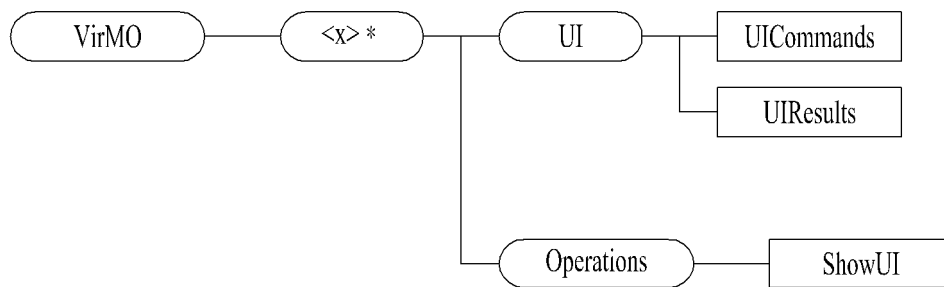 VirMO
<x> *
UI
UICommands
UIResults
Operations
ShowUI